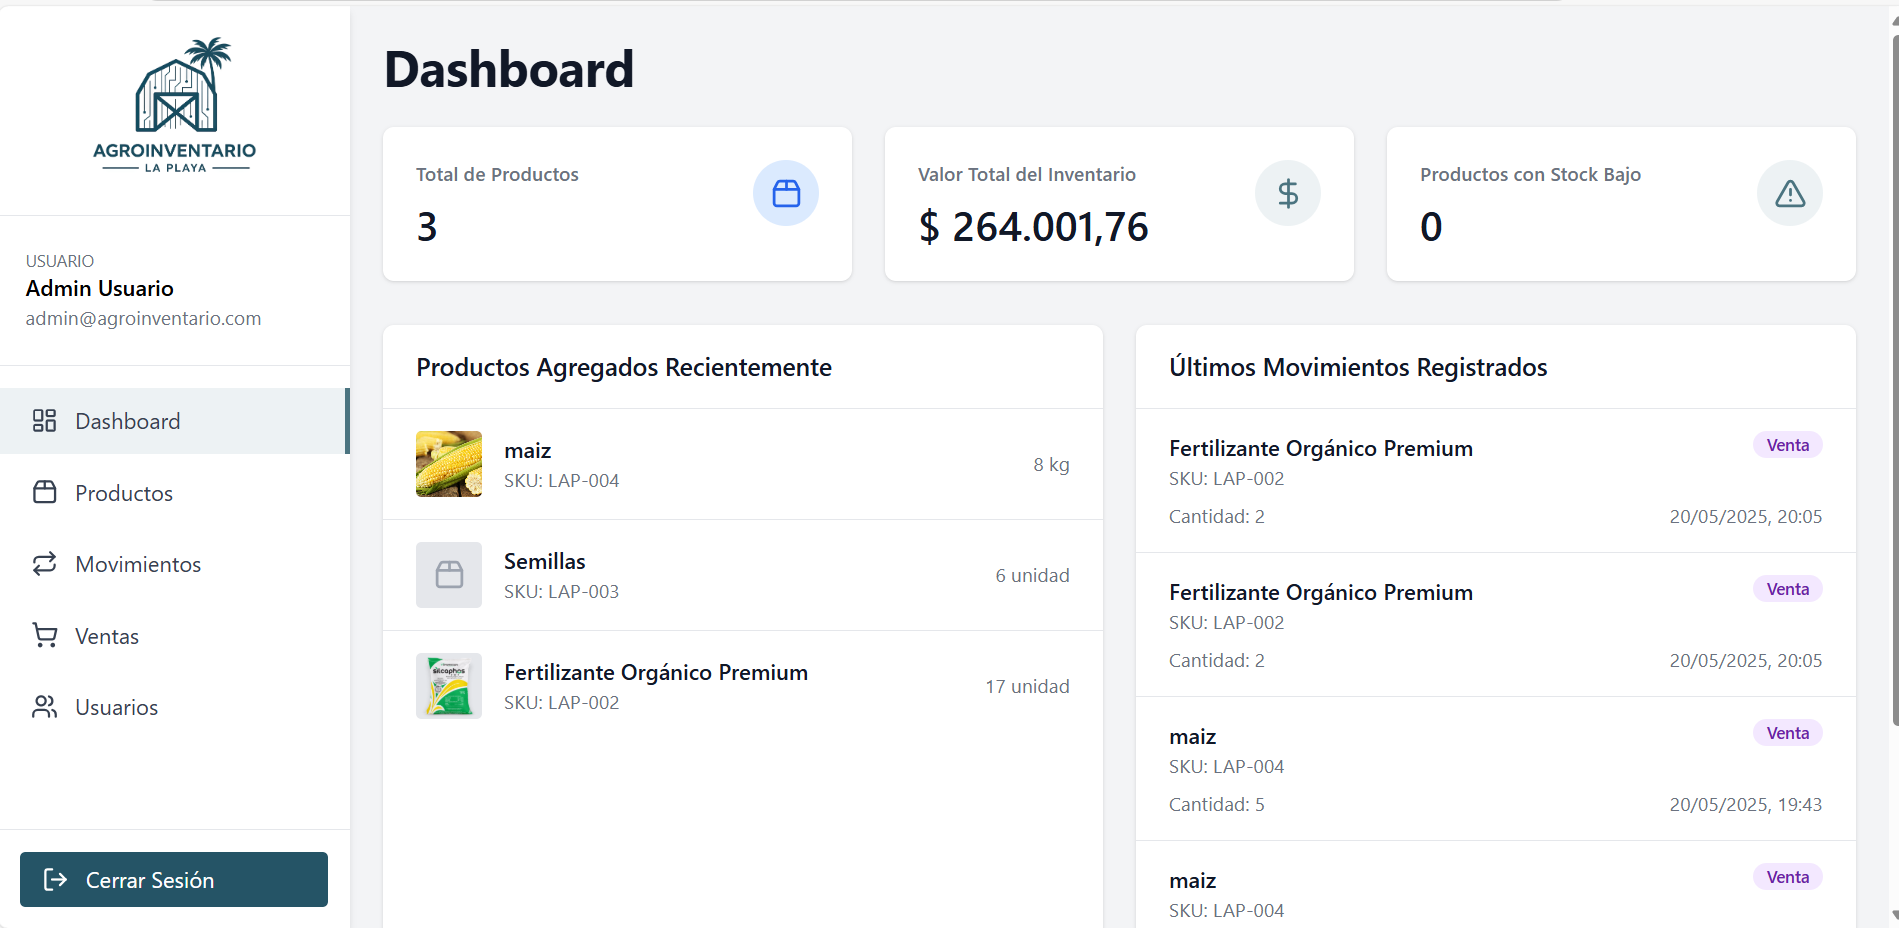 AGROINVENTARIO
LA PLAYA
USUARIO
Admin Usuario
admin@agroinventario.com
Dashboard
Productos
Movimientos
Ventas
Usuarios
Cerrar Sesión
Dashboard
Total de Productos
3
Valor Total del Inventario
$ 264.001,76
Productos con Stock Bajo
0
Productos Agregados Recientemente
maiz
SKU: LAP-004
8 kg
Semillas
SKU: LAP-003
6 unidad
Fertilizante Orgánico Premium
SKU: LAP-002
17 unidad
Últimos Movimientos Registrados
Fertilizante Orgánico Premium
Venta
SKU: LAP-002
Cantidad: 2
20/05/2025, 20:05
Fertilizante Orgánico Premium
Venta
SKU: LAP-002
Cantidad: 2
20/05/2025, 20:05
maiz
Venta
SKU: LAP-004
Cantidad: 5
20/05/2025, 19:43
maiz
Venta
SKU: LAP-004